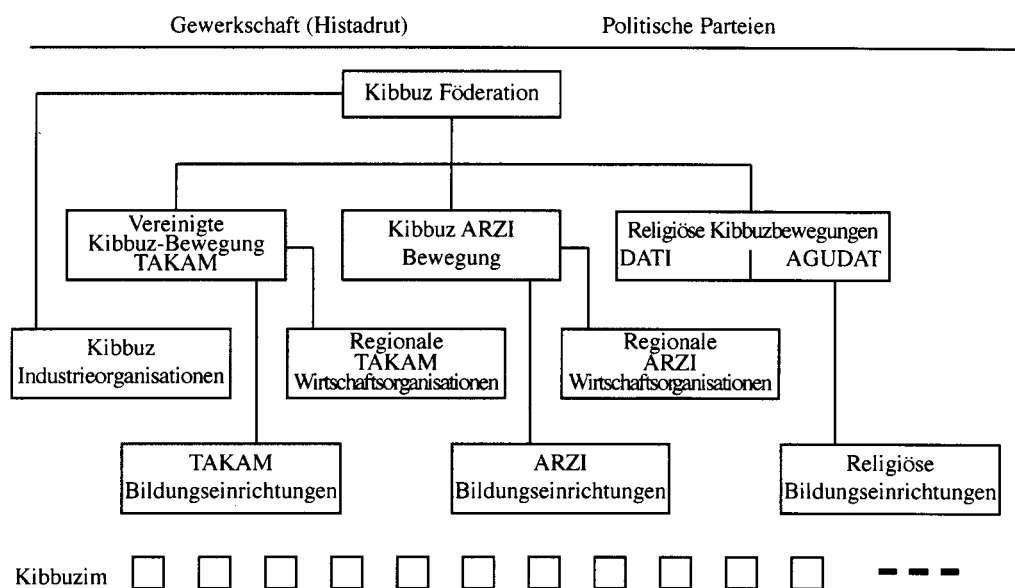 Gewerkschaft (Histadrut)
Politische Parteien
Kibbuz Föderation
Vereinigte
Kibbuz-Bewegung
TAKAM
Kibbuz ARZI
Bewegung
Religiöse Kibbuzbewegungen
DATI
AGUDAT
Kibbuz
Industrieorganisationen
Regionale
TAKAM
Wirtschaftsorganisationen
Regionale
ARZI
Wirtschaftsorganisationen
TAKAM
Bildungseinrichtungen
ARZI
Bildungseinrichtungen
Religiöse
Bildungseinrichtungen
Kibbuzim